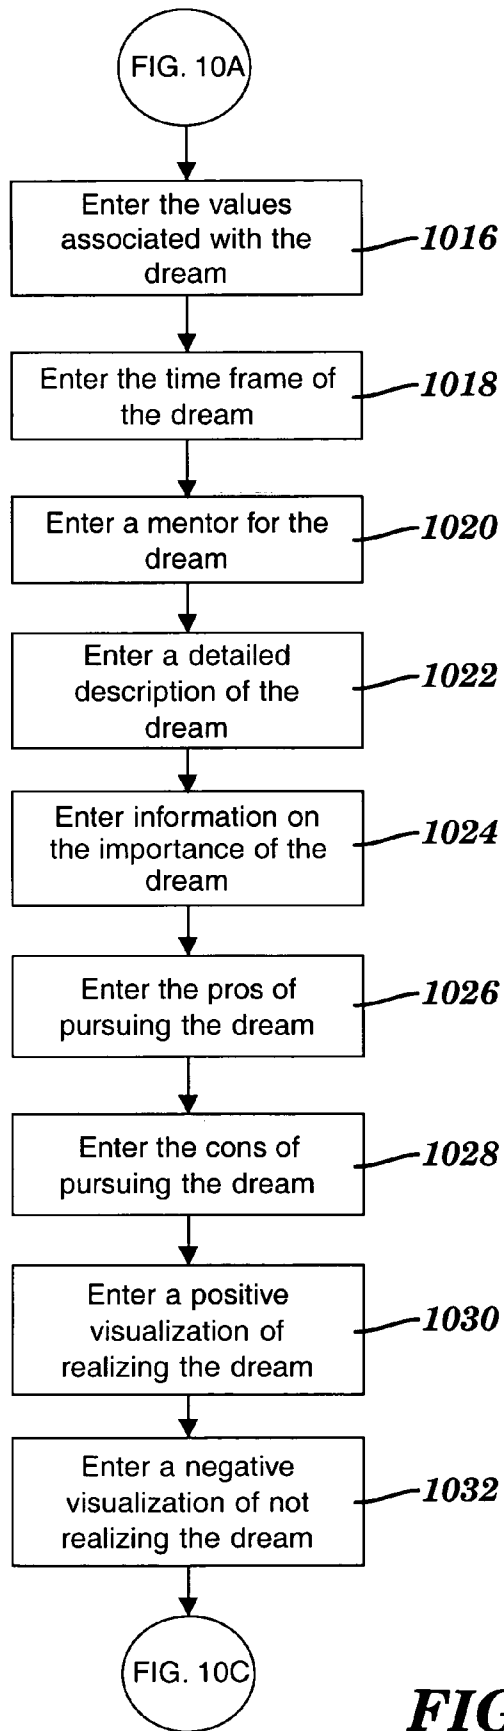 FIG. 10A
Enter the values
associated with the
dream
1016
Enter the time frame of
the dream
1018
Enter a mentor for the
dream
1020
Enter a detailed
description of the
dream
1022
Enter information on
the importance of the
dream
1024
Enter the pros of
pursuing the dream
1026
Enter the cons of
pursuing the dream
1028
Enter a positive
visualization of
realizing the dream
1030
Enter a negative
visualization of not
realizing the dream
1032
FIG. 10C
FIG